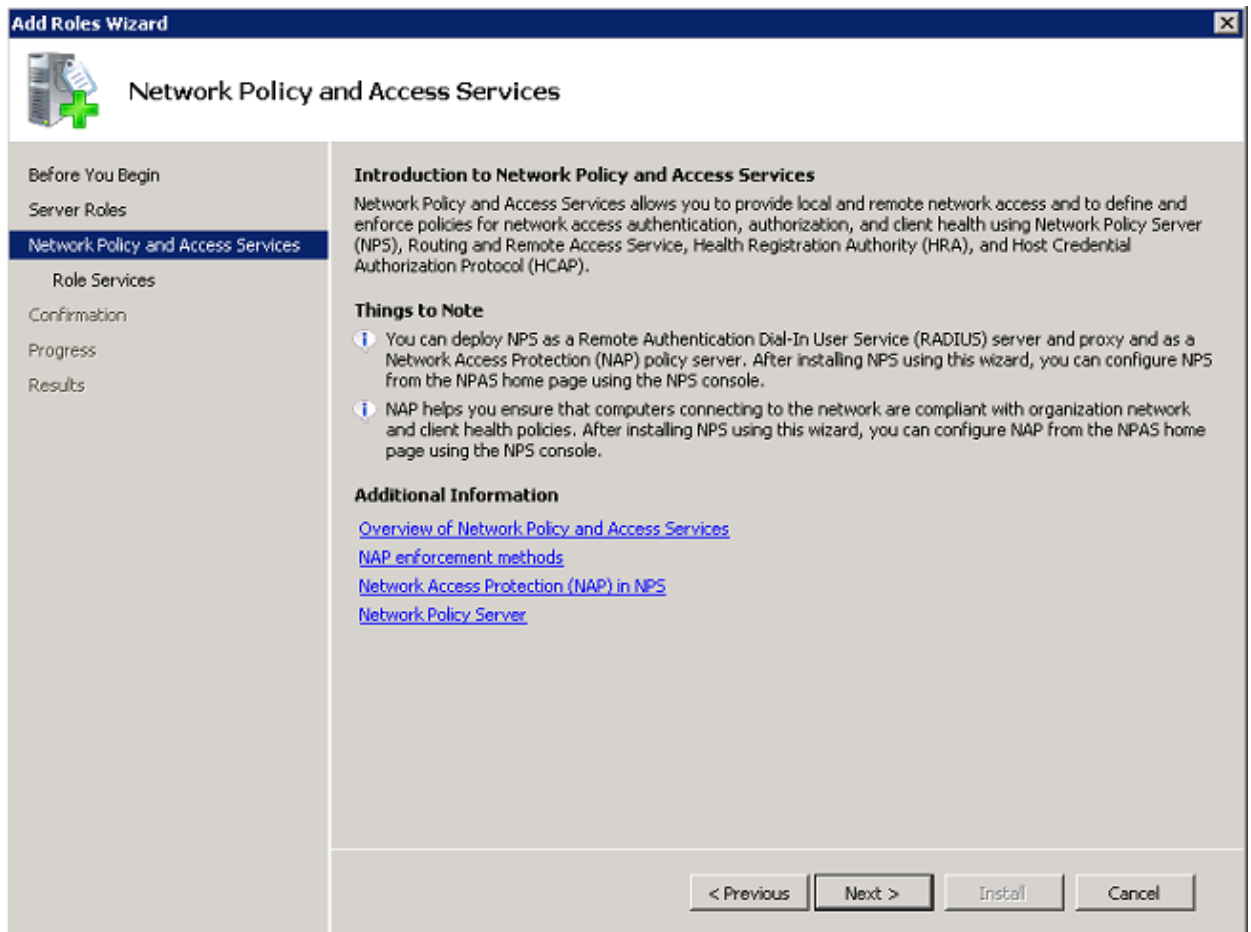 Add Roles Wizard
Network Policy and Access Services
Before You Begin
Server Roles
Network Policy and Access Services
Role Services
Confirmation
Progress
Results
Introduction to Network Policy and Access Services
Network Policy and Access Services allows you to provide local and remote network access and to define and
enforce policies for network access authentication, authorization, and client health using Network Policy Server
(NPS), Routing and Remote Access Service, Health Registration Authority (HRA), and Host Credential
Authorization Protocol (HCAP).
Things to Note
You can deploy NPS as a Remote Authentication Dial-In User Service (RADIUS) server and proxy and as a
Network Access Protection (NAP) policy server. After installing NPS using this wizard, you can configure NPS
from the NPAS home page using the NPS console.
NAP helps you ensure that computers connecting to the network are compliant with organization network
and client health policies. After installing NPS using this wizard, you can configure NAP from the NPAS home
page using the NPS console.
Additional Information
Overview of Network Policy and Access Services
NAP enforcement methods
Network Access Protection (NAP) in NPS
Network Policy Server
< Previous Next > Install Cancel